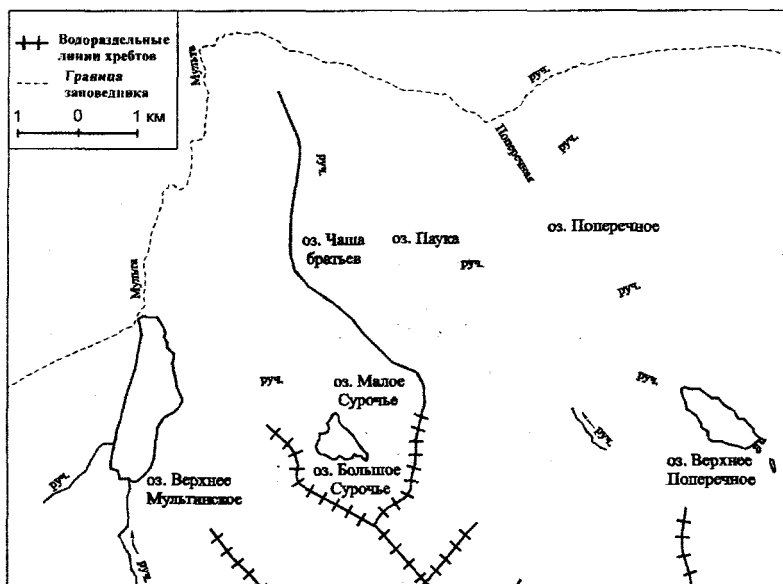 Водораздельные
линии хребтов
Граница
заповедника
1 0 1 км
Мульта
руч.
Поперечная
руч.
руч.
оз. Чаша
братьев
оз. Паука
оз. Поперечное
руч.
Мульта
руч.
руч.
оз. Малое
Сурочье
руч.
руч.
руч.
оз. Большое
Сурочье
оз. Верхнее
Мультинское
оз. Верхнее
Поперечное
руч.
руч.